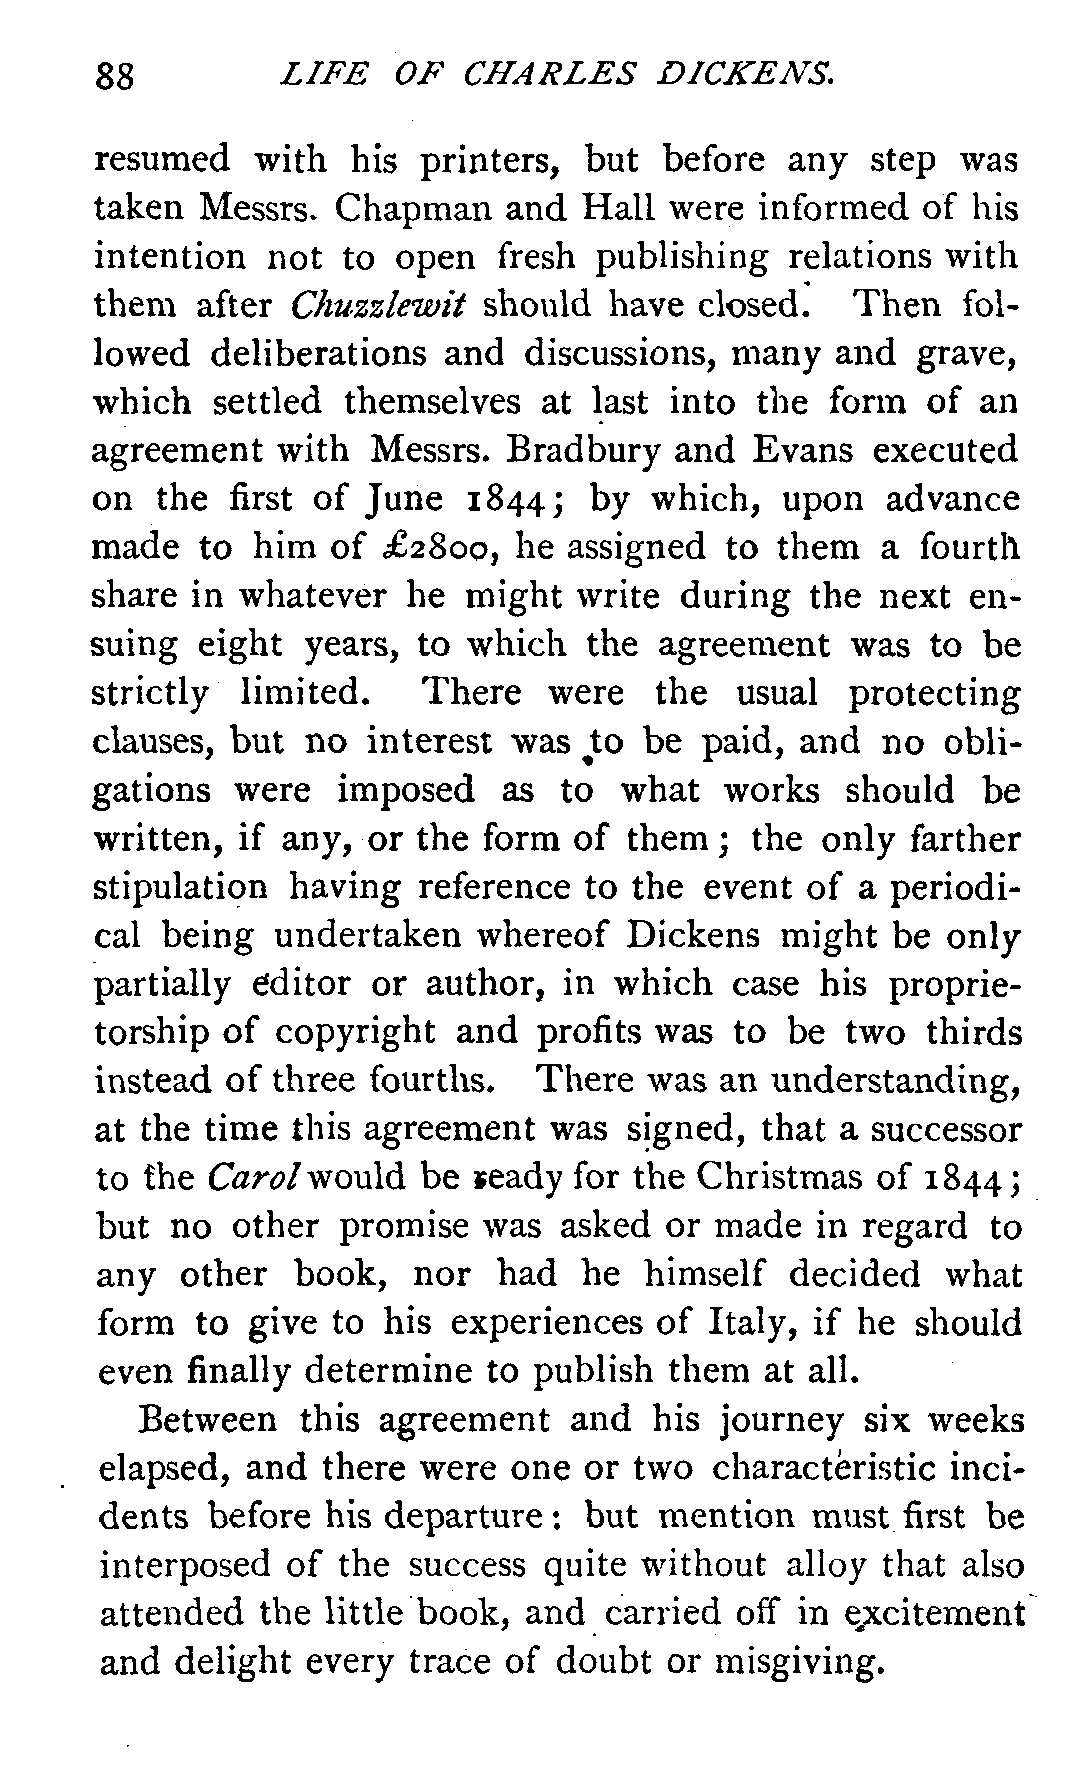 88 LIFE OF CHARLES DICKENS.
resumed with his printers, but before any step was
taken Messrs. Chapman and Hall were informed of his
intention not to open fresh publishing relations with
them after Chuzzlewit should have closed. Then fol-
lowed deliberations and discussions, many and grave,
which settled themselves at last into the form of an
agreement with Messrs. Bradbury and Evans executed
on the first of June 1844; by which, upon advance
made to him of £2800, he assigned to them a fourth
share in whatever he might write during the next en-
suing eight years, to which the agreement was to be
strictly limited. There were the usual protecting
clauses, but no interest was to be paid, and no obli-
gations were imposed as to what works should be
written, if any, or the form of them; the only farther
stipulation having reference to the event of a periodi-
cal being undertaken whereof Dickens might be only
partially editor or author, in which case his proprie-
torship of copyright and profits was to be two thirds
instead of three fourths. There was an understanding,
at the time this agreement was signed, that a successor
to the Carol would be ready for the Christmas of 1844;
but no other promise was asked or made in regard to
any other book, nor had he himself decided what
form to give to his experiences of Italy, if he should
even finally determine to publish them at all.
Between this agreement and his journey six weeks
elapsed, and there were one or two characteristic inci-
dents before his departure: but mention must first be
interposed of the success quite without alloy that also
attended the little book, and carried off in excitement
and delight every trace of doubt or misgiving.